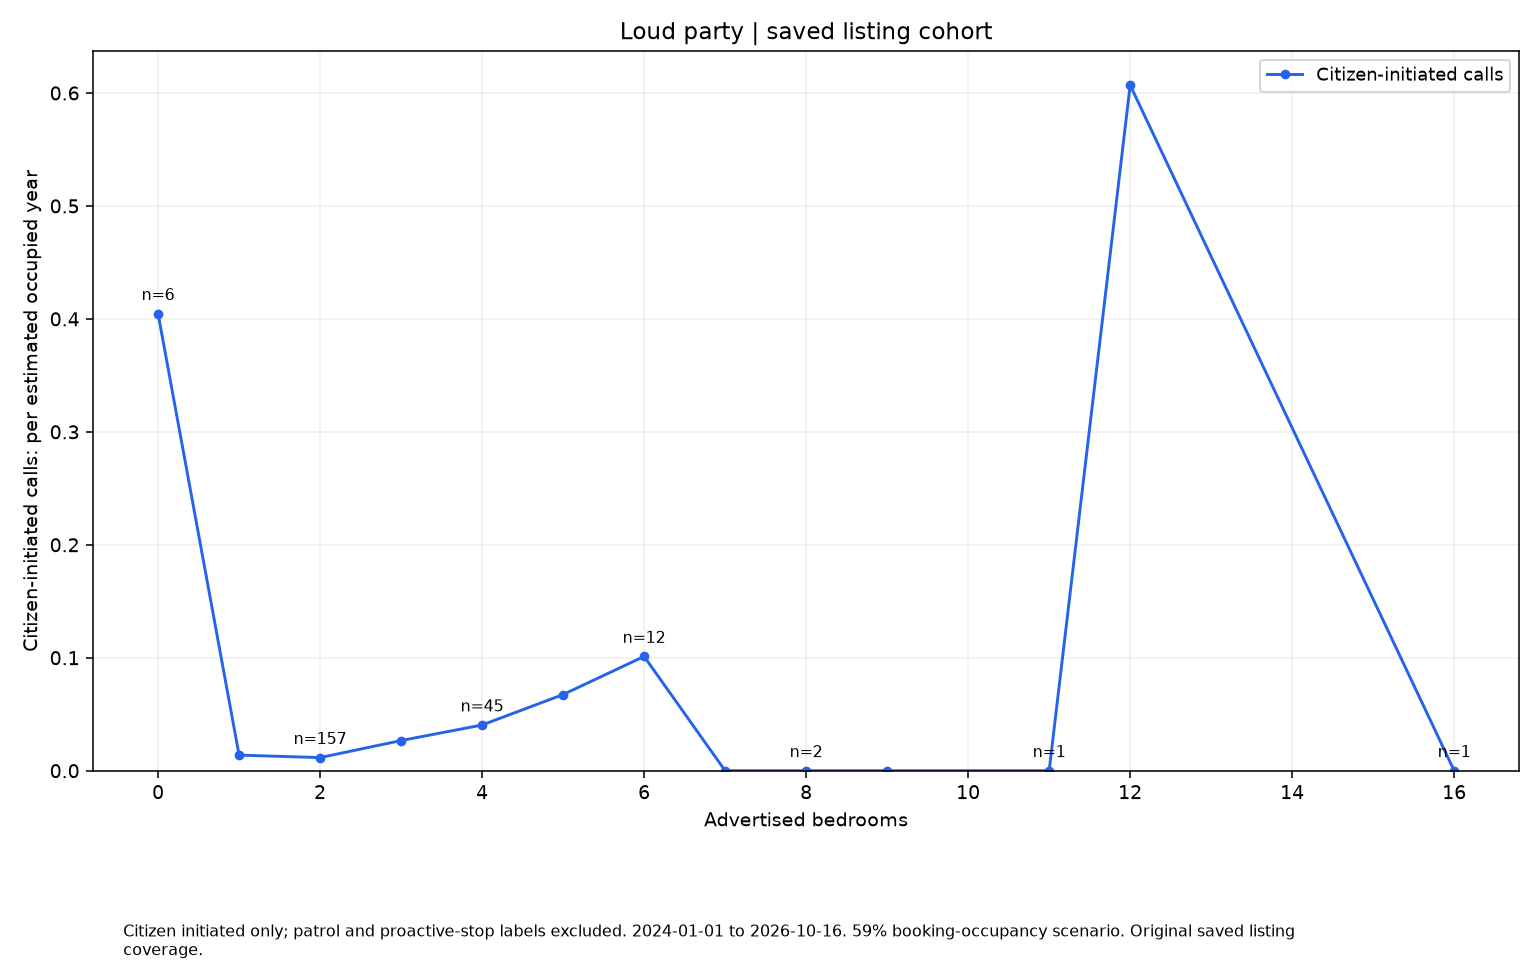 Loud party | saved listing cohort
Citizen-initiated calls
Citizen-initiated calls: per estimated occupied year
0.6
0.5
0.4
0.3
0.2
0.1
0.0
n=6
n=157
n=45
n=12
n=2
n=1
n=1
0 2 4 6 8 10 12 14 16
Advertised bedrooms
Citizen initiated only; patrol and proactive-stop labels excluded. 2024-01-01 to 2026-10-16. 59% booking-occupancy scenario. Original saved listing
coverage.